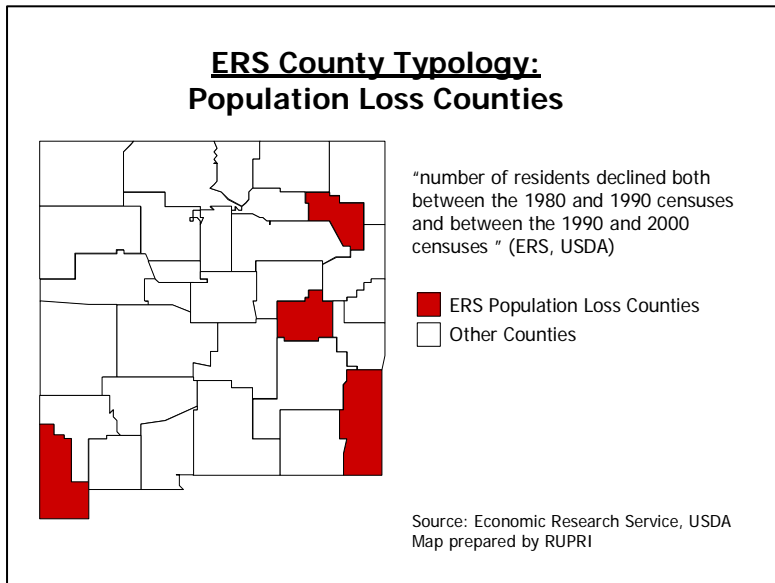 ERS County Typology:
Population Loss Counties
“number of residents declined both
between the 1980 and 1990 censuses
and between the 1990 and 2000
censuses ” (ERS, USDA)
ERS Population Loss Counties
Other Counties
Source: Economic Research Service, USDA
Map prepared by RUPRI